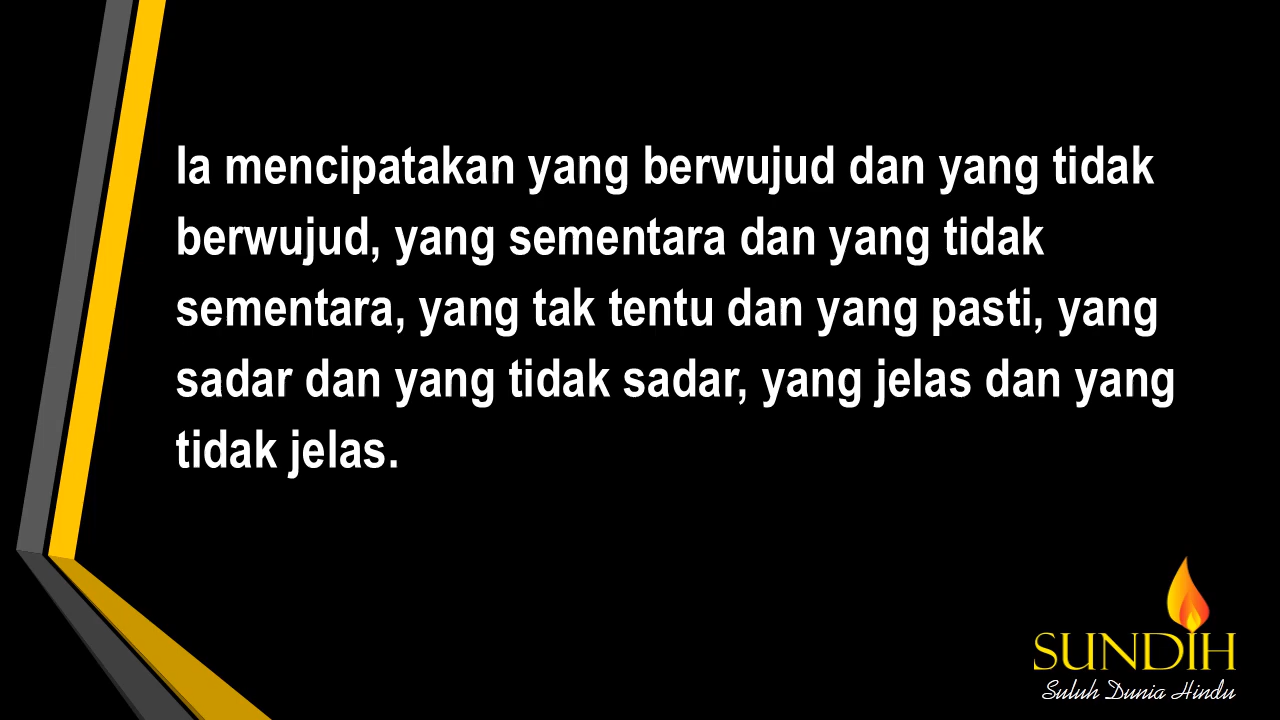 Ia mencipatakan yang berwujud dan yang tidak
berwujud, yang sementara dan yang tidak
sementara, yang tak tentu dan yang pasti, yang
sadar dan yang tidak sadar, yang jelas dan yang
tidak jelas.
SUNDIH
Suluh Dunia Hindu